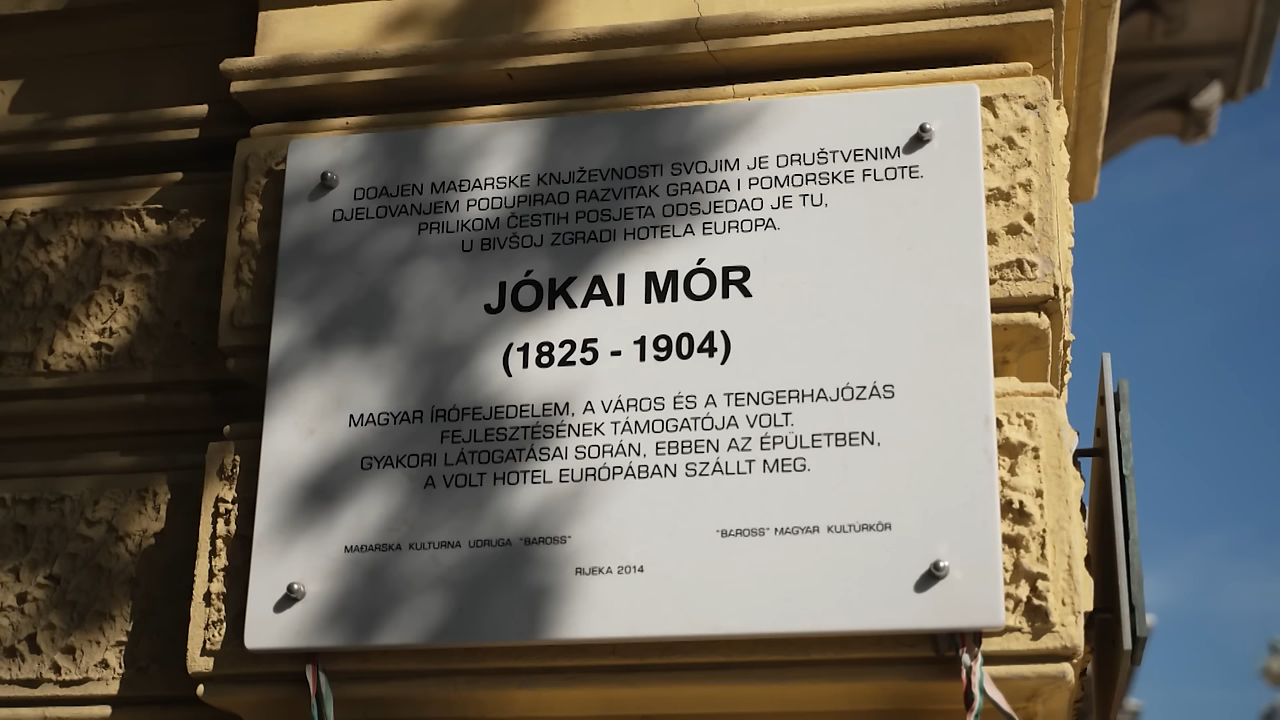 DOAJEN MAĐARSKE KNJIŽEVNOSTI SVOJIM JE DRUŠTVENIM
DJELOVANJEM PODUPIRAO RAZVITAK GRADA I POMORSKE FLOTE.
PRILIKOM ČESTIH POSJETA ODSJEDAO JE TU,
U BIVŠOJ ZGRADI HOTELA EUROPA.
JÓKAI MÓR
(1825 - 1904)
MAGYAR ÍRÓFEJEDELEM, A VÁROS ÉS A TENGERHAJÓZÁS
FEJLESZTÉSÉNEK TÁMOGATÓJA VOLT.
GYAKORI LÁTOGATÁSAI SORÁN, EBBEN AZ ÉPÜLETBEN,
A VOLT HOTEL EURÓPÁBAN SZÁLLT MEG.
MAĐARSKA KULTURNA UDRUGA "BAROSS"
"BAROSS" MAGYAR KULTÚRKÖR
RIJEKA 2014